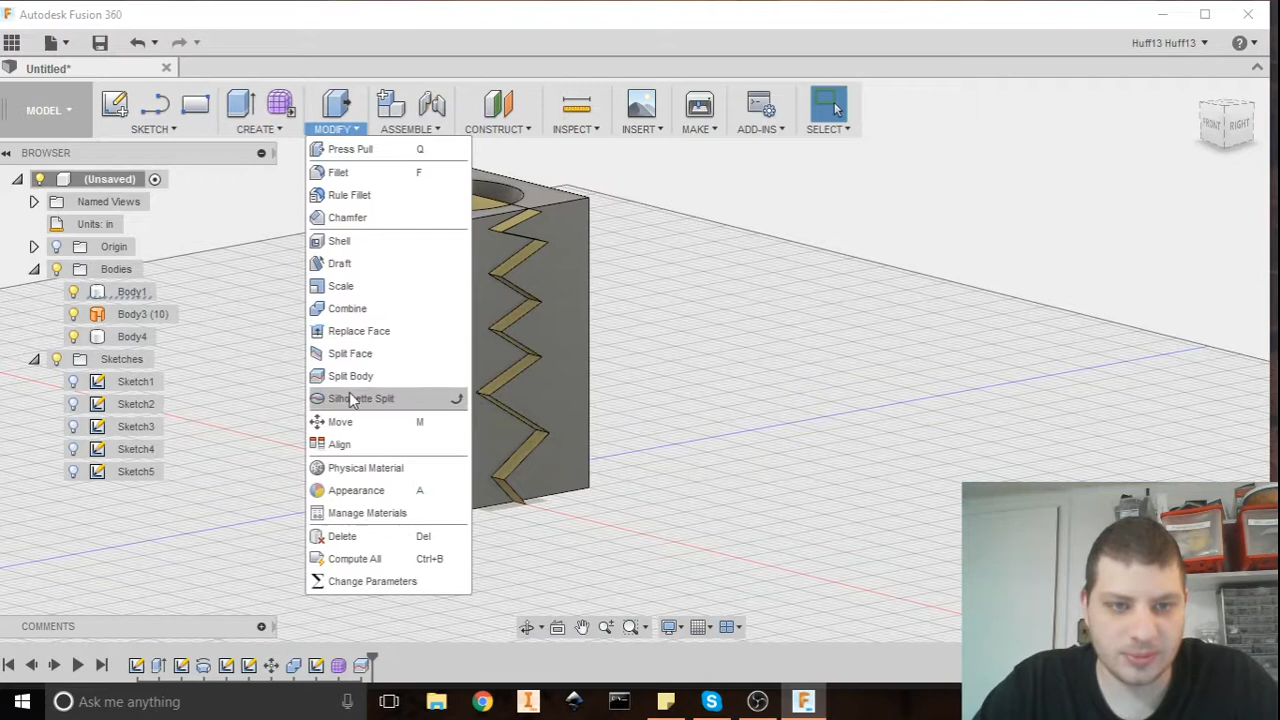 Autodesk Fusion 360
Huff13 Huff13
Untitled*
MODEL
SKETCH
CREATE
MODIFY
ASSEMBLE
CONSTRUCT
INSPECT
INSERT
MAKE
ADD-INS
SELECT
FRONT
RIGHT
BROWSER
(Unsaved)
Named Views
Units: in
Origin
Bodies
Body1
Body3 (10)
Body4
Sketches
Sketch1
Sketch2
Sketch3
Sketch4
Sketch5
Press Pull Q
Fillet F
Rule Fillet
Chamfer
Shell
Draft
Scale
Combine
Replace Face
Split Face
Split Body
Silhouette Split
Move M
Align
Physical Material
Appearance A
Manage Materials
Delete Del
Compute All Ctrl+B
Change Parameters
COMMENTS
Ask me anything